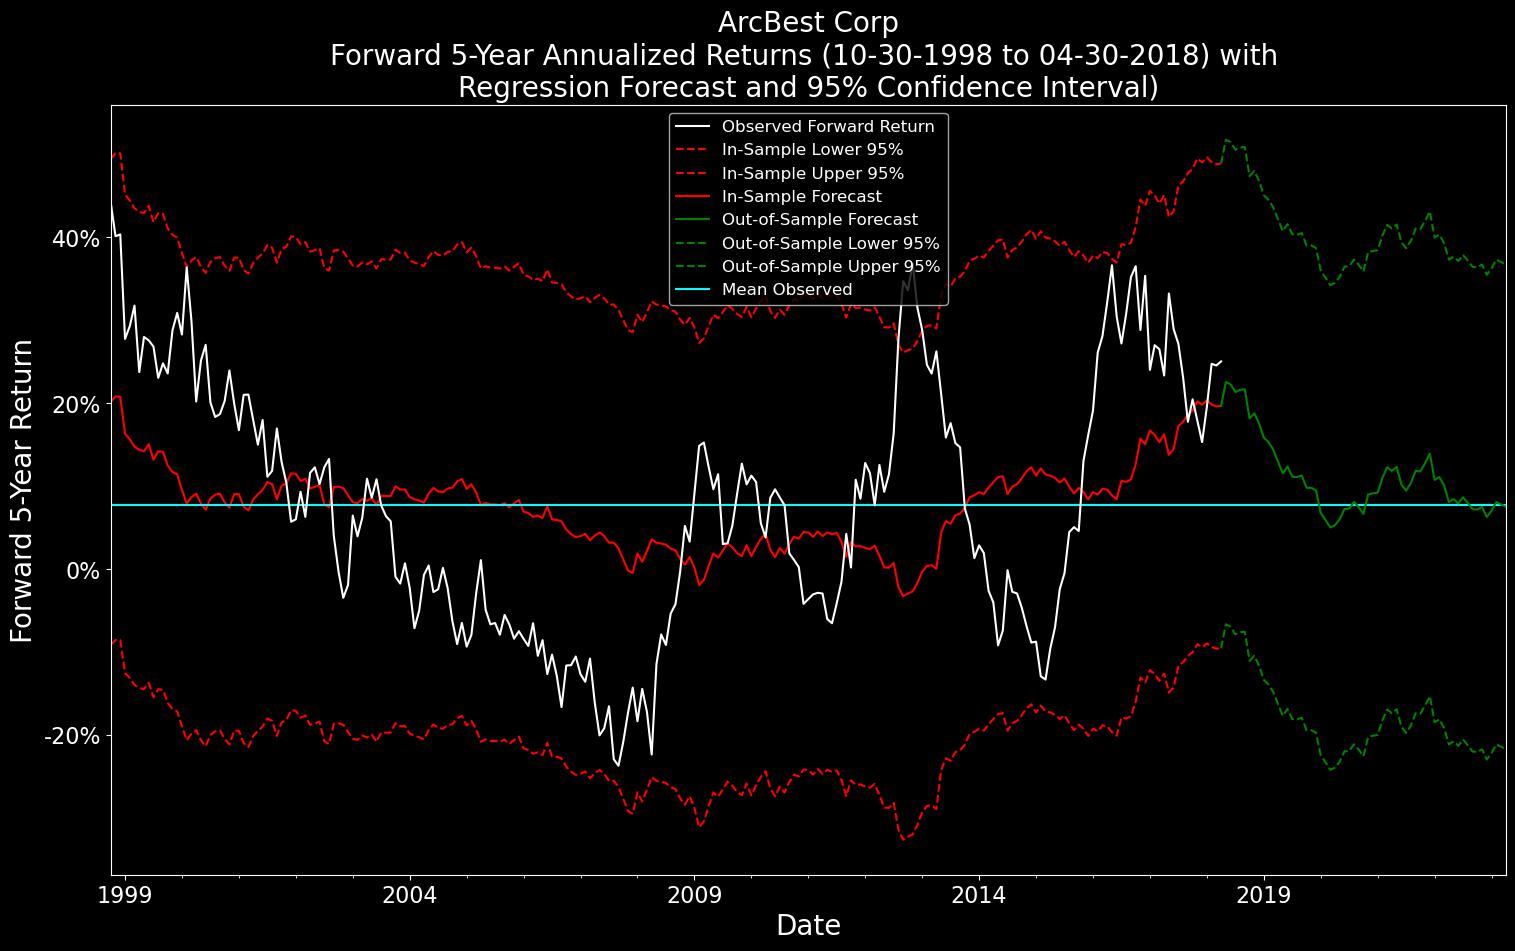 ArcBest Corp
Forward 5-Year Annualized Returns (10-30-1998 to 04-30-2018) with
Regression Forecast and 95% Confidence Interval)
Observed Forward Return
In-Sample Lower 95%
In-Sample Upper 95%
In-Sample Forecast
Out-of-Sample Forecast
Out-of-Sample Lower 95%
Out-of-Sample Upper 95%
Mean Observed
Forward 5-Year Return
40%
20%
0%
-20%
1999 2004 2009 2014 2019
Date